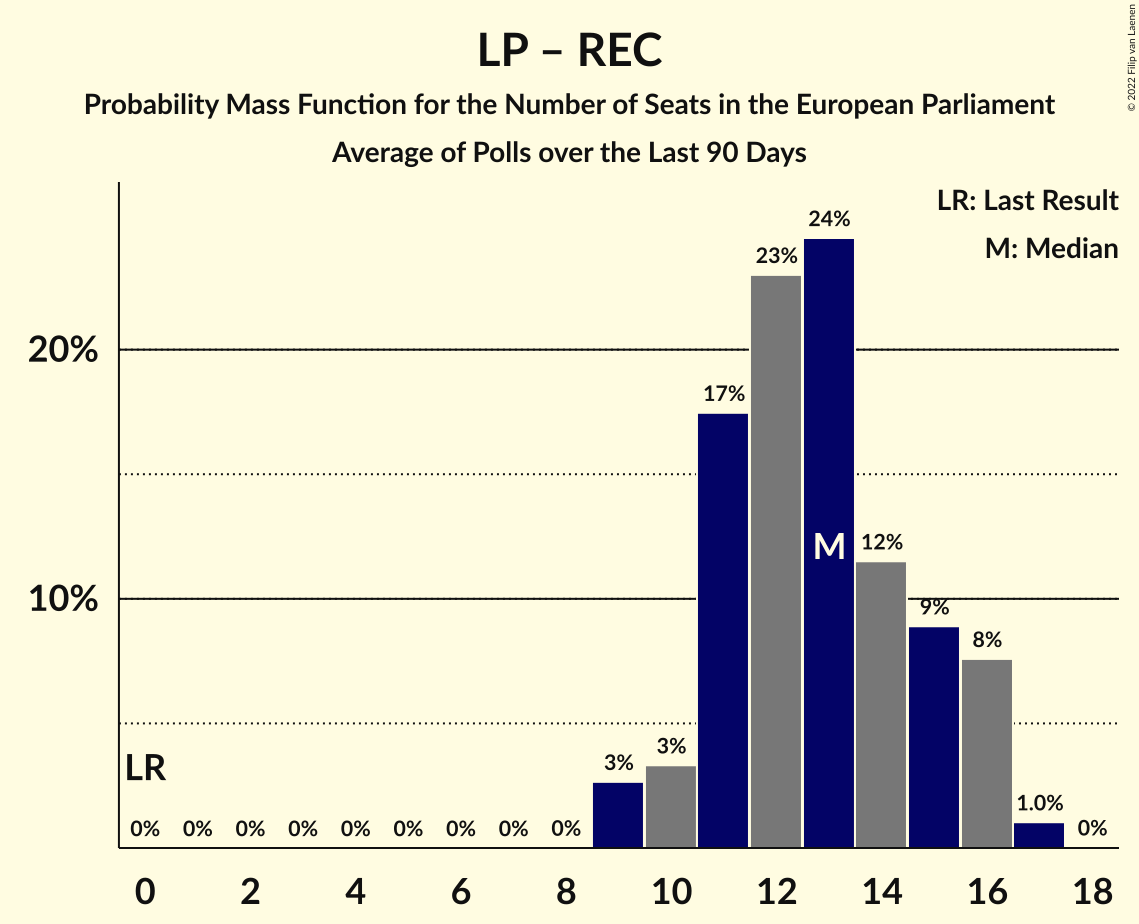 LP – REC
Probability Mass Function for the Number of Seats in the European Parliament
Average of Polls over the Last 90 Days
© 2022 Filip van Laenen
LR: Last Result
M: Median
20%
10%
LR
M
0% 0% 0% 0% 0% 0% 0% 0% 0% 3% 3% 17% 23% 24% 12% 9% 8% 1.0% 0%
0 2 4 6 8 10 12 14 16 18